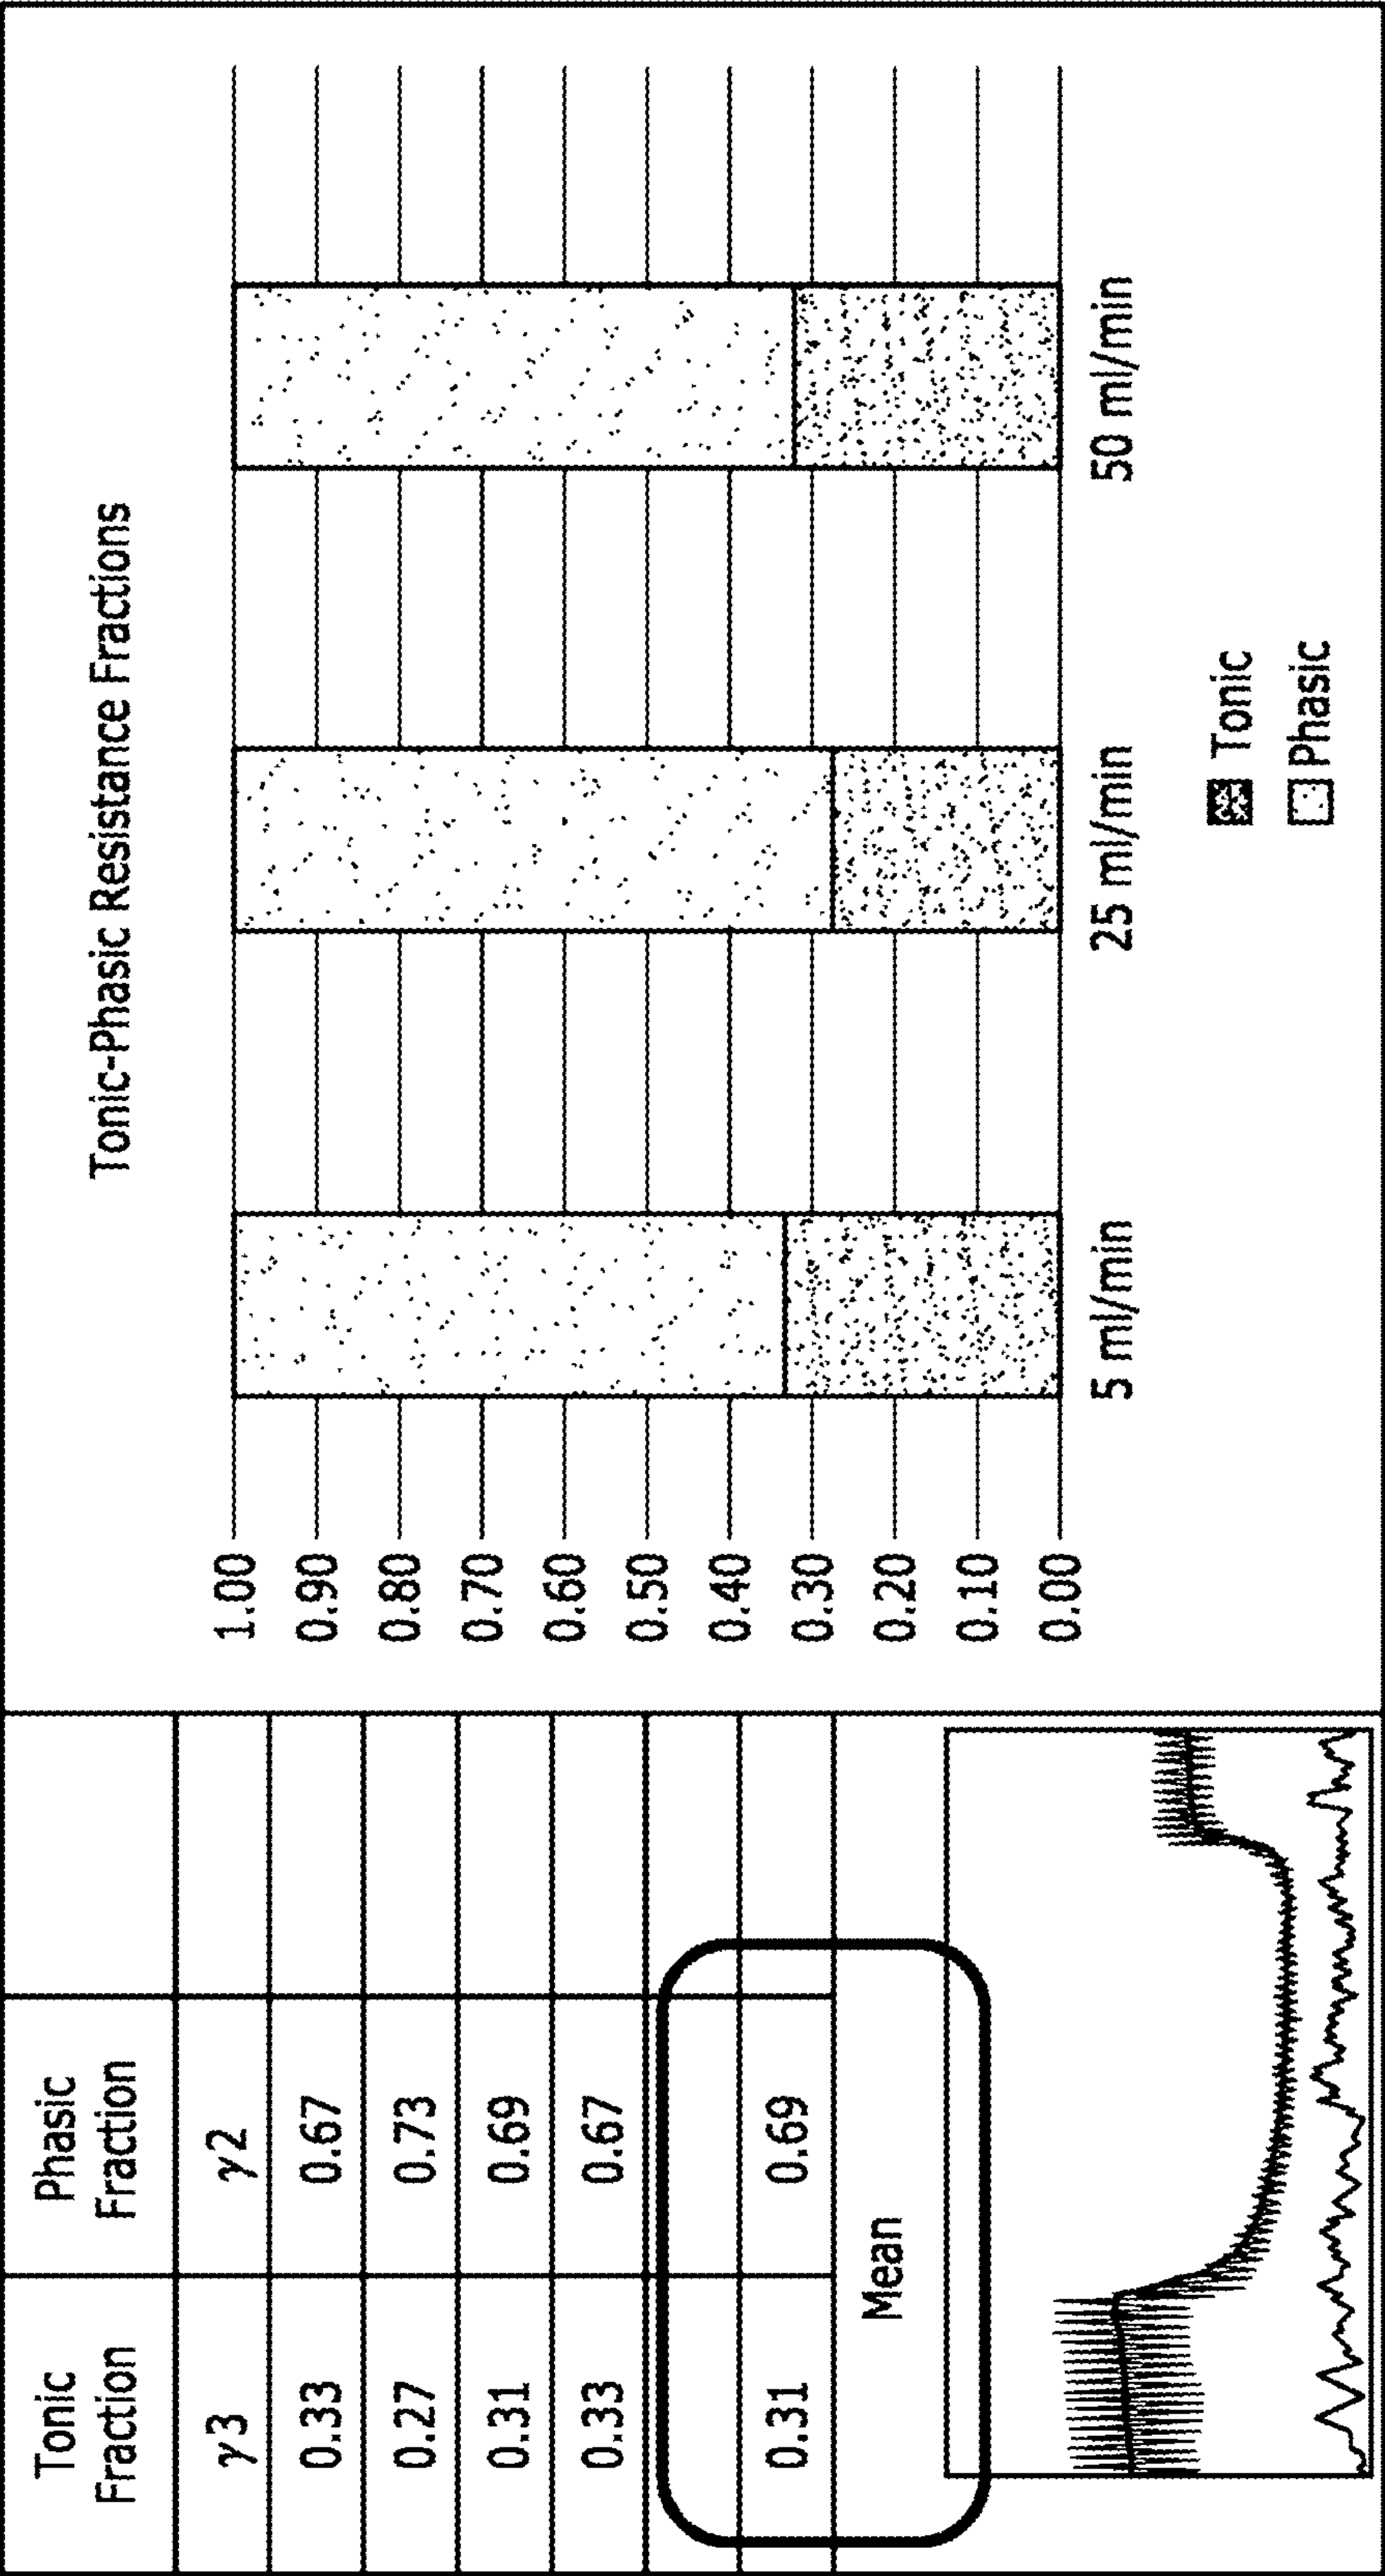 Tonic Fraction Phasic Fraction
γ3 γ2
0.33 0.67
0.27 0.73
0.31 0.69
0.33 0.67
0.31 0.69
Mean
Tonic-Phasic Resistance Fractions
1.00
0.90
0.80
0.70
0.60
0.50
0.40
0.30
0.20
0.10
0.00
5 ml/min 25 ml/min 50 ml/min
Tonic
Phasic